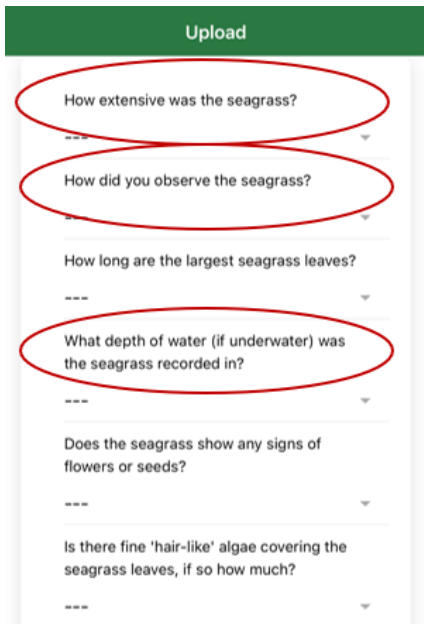 Upload
How extensive was the seagrass?
---
How did you observe the seagrass?
---
How long are the largest seagrass leaves?
---
What depth of water (if underwater) was
the seagrass recorded in?
---
Does the seagrass show any signs of
flowers or seeds?
---
Is there fine 'hair-like' algae covering the
seagrass leaves, if so how much?
---